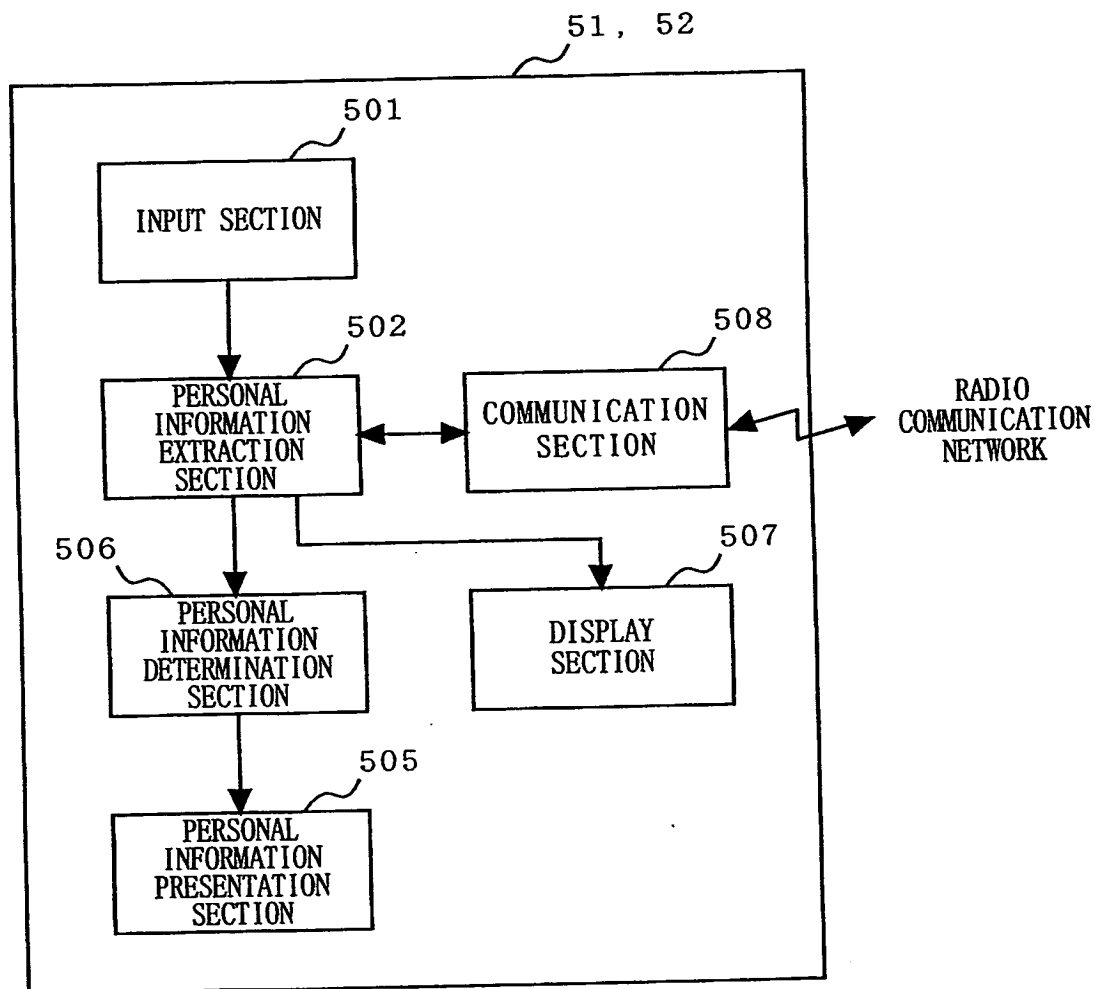 51, 52
501
INPUT SECTION
502
PERSONAL
INFORMATION
EXTRACTION
SECTION
508
COMMUNICATION
SECTION
RADIO
COMMUNICATION
NETWORK
506
PERSONAL
INFORMATION
DETERMINATION
SECTION
507
DISPLAY
SECTION
505
PERSONAL
INFORMATION
PRESENTATION
SECTION